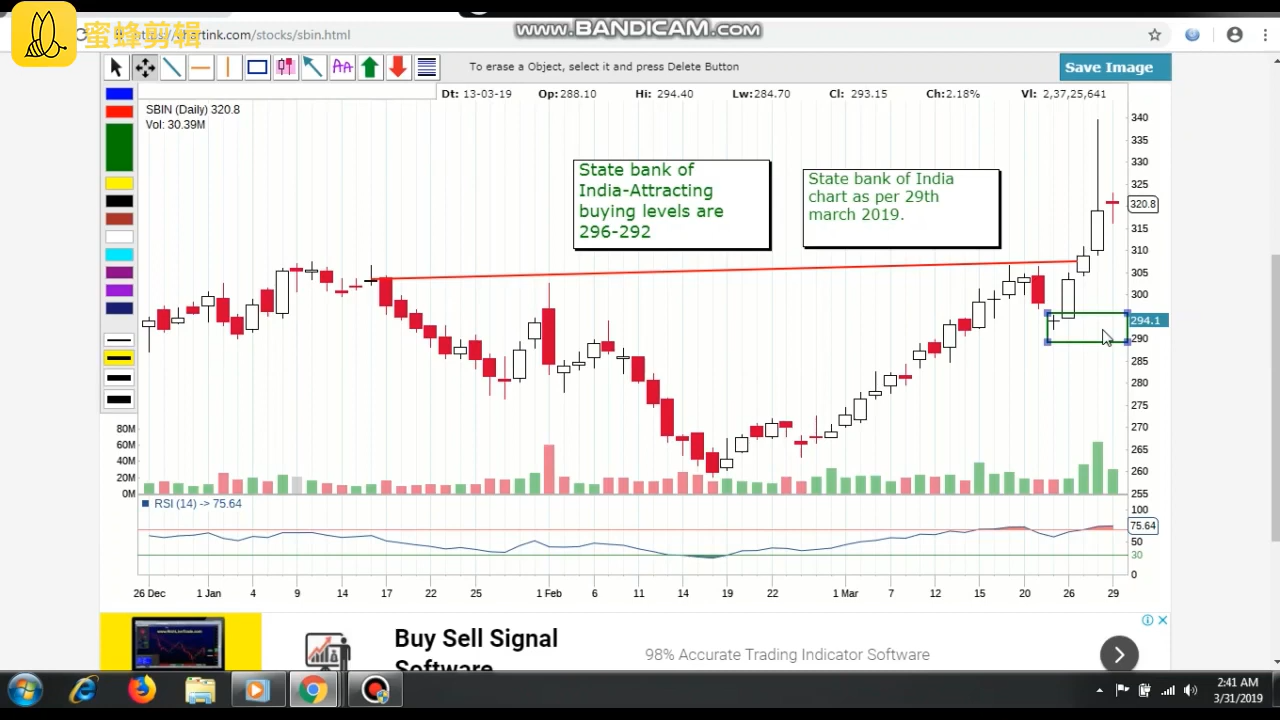 蜜蜂剪辑
www.BANDICAM.com
https://chartink.com/stocks/sbin.html
To erase a Object, select it and press Delete Button
Save Image
Dt: 13-03-19 Op: 288.10 Hi: 294.40 Lw: 284.70 Cl: 293.15 Ch: 2.18% Vl: 2,37,25,641
SBIN (Daily) 320.8
Vol: 30.39M
State bank of
India-Attracting
buying levels are
296-292
State bank of India
chart as per 29th
march 2019.
340
335
330
325
320.8
315
310
305
300
294.1
290
285
280
275
270
265
260
255
80M
60M
40M
20M
0M
RSI (14) -> 75.64
100
75.64
50
30
0
26 Dec 1 Jan 4 9 14 17 22 25 1 Feb 6 11 14 19 22 1 Mar 7 12 15 20 26 29
Buy Sell Signal
Software
98% Accurate Trading Indicator Software
2:41 AM
3/31/2019